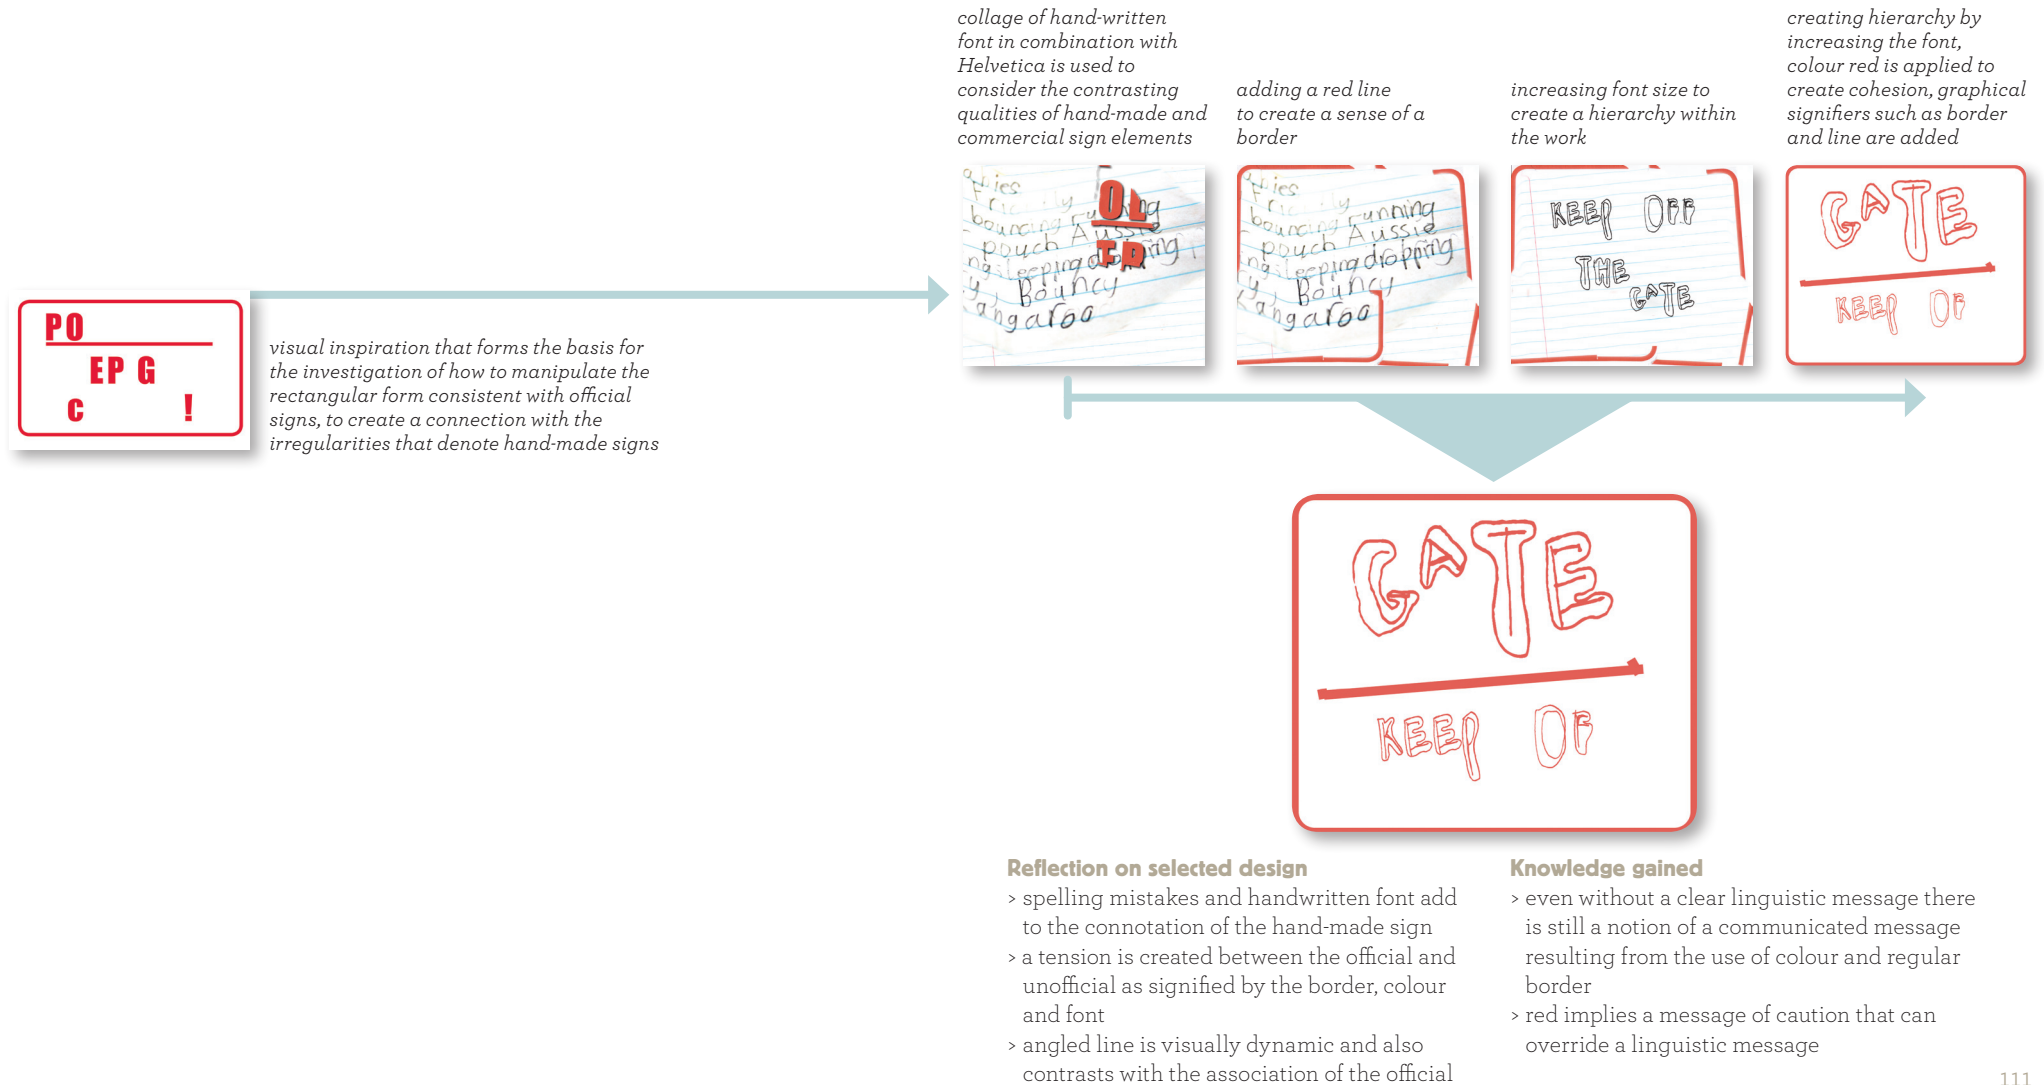 collage of hand-written
font in combination with
Helvetica is used to
consider the contrasting
qualities of hand-made and
commercial sign elements
adding a red line
to create a sense of a
border
increasing font size to
create a hierarchy within
the work
creating hierarchy by
increasing the font,
colour red is applied to
create cohesion, graphical
signifiers such as border
and line are added
PO
EP G
C !
visual inspiration that forms the basis for
the investigation of how to manipulate the
rectangular form consistent with official
signs, to create a connection with the
irregularities that denote hand-made signs
OL
bouncing
pouch Aussie
Bouncy
running
bouncing
pouch Aussie
dropping
Bouncy
KEEP OFF
THE
GATE
GATE
KEEP OF
GATE
KEEP OF
Reflection on selected design
> spelling mistakes and handwritten font add
to the connotation of the hand-made sign
> a tension is created between the official and
unofficial as signified by the border, colour
and font
> angled line is visually dynamic and also
contrasts with the association of the official
Knowledge gained
> even without a clear linguistic message there
is still a notion of a communicated message
resulting from the use of colour and regular
border
> red implies a message of caution that can
override a linguistic message
111